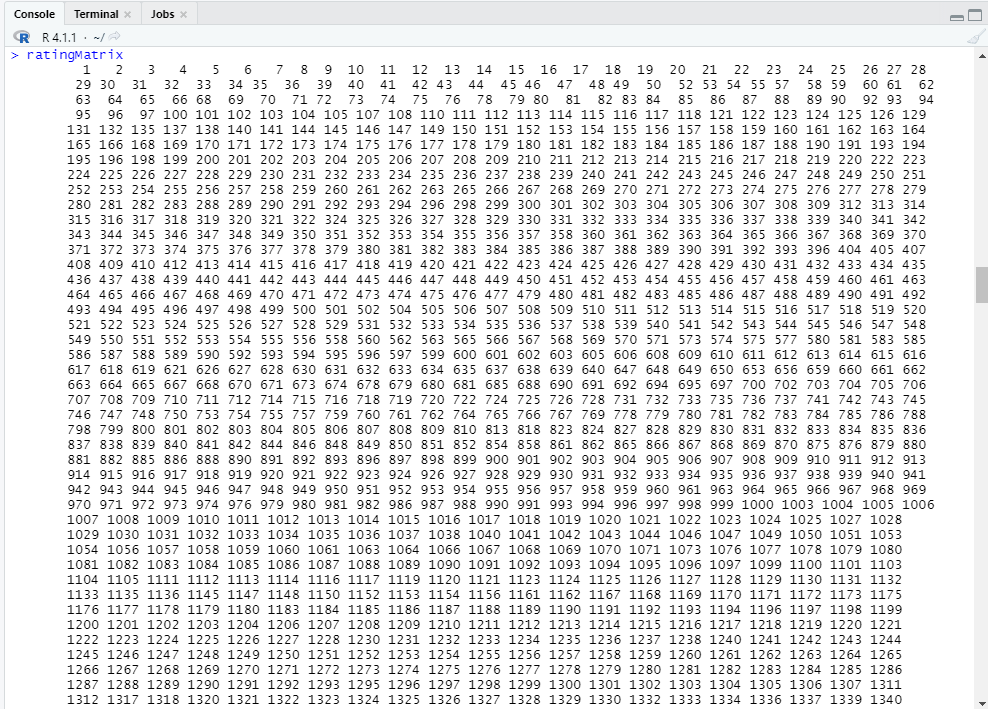 Console Terminal × Jobs ×
R 4.1.1 · ~/
> ratingMatrix
1 2 3 4 5 6 7 8 9 10 11 12 13 14 15 16 17 18 19 20 21 22 23 24 25 26 27 28
29 30 31 32 33 34 35 36 38 39 40 41 42 43 44 45 46 47 48 49 50 52 53 54 55 57 58 59 60 61 62
63 64 65 66 68 69 70 71 72 73 74 75 76 78 79 80 81 82 83 84 85 86 87 88 89 90 92 93 94
95 96 97 100 101 102 103 104 105 107 108 110 111 112 113 114 115 116 117 118 121 122 123 124 125 126 129
131 132 135 137 138 140 141 144 145 146 147 149 150 151 152 153 154 155 156 157 158 159 160 161 162 163 164
165 166 168 169 170 171 172 173 174 175 176 177 178 179 180 181 182 183 184 185 186 187 188 190 191 193 194
195 196 198 199 200 201 202 203 204 205 206 207 208 209 210 211 212 213 214 215 216 217 218 219 220 222 223
224 225 226 227 228 229 230 231 232 233 234 235 236 237 238 239 240 241 242 243 245 246 247 248 249 250 251
252 253 254 255 256 257 258 259 260 261 262 263 265 266 267 268 269 270 271 272 273 274 275 276 277 278 279
280 281 282 283 288 289 290 291 292 293 294 296 298 299 300 301 302 303 304 305 306 307 308 309 312 313 314
315 316 317 318 319 320 321 322 324 325 326 327 328 329 330 331 332 333 334 335 336 337 338 339 340 341 342
343 344 345 346 347 348 349 350 351 352 353 354 355 356 357 358 360 361 362 363 364 365 366 367 368 369 370
371 372 373 374 375 376 377 378 379 380 381 382 383 384 385 386 387 388 389 390 391 392 393 396 404 405 407
408 409 410 412 413 414 415 416 417 418 419 420 421 422 423 424 425 426 427 428 429 430 431 432 433 434 435
436 437 438 439 440 441 442 443 444 445 446 447 448 449 450 451 452 453 454 455 456 457 458 459 460 461 463
464 465 466 467 468 469 470 471 472 473 474 475 476 477 479 480 481 482 483 485 486 487 488 489 490 491 492
493 494 495 496 497 498 499 500 501 502 504 505 506 507 508 509 510 511 512 513 514 515 516 517 518 519 520
521 522 523 524 525 526 527 528 529 531 532 533 534 535 536 537 538 539 540 541 542 543 544 545 546 547 548
549 550 551 552 553 554 555 556 558 560 562 563 564 565 566 567 568 569 570 571 573 574 575 577 580 581 583 585
586 587 588 589 590 592 593 594 595 596 597 599 600 601 602 603 605 606 608 609 610 611 612 613 614 615 616
617 618 619 621 626 627 628 630 631 632 633 634 635 637 638 639 640 647 648 649 650 653 656 659 660 661 662
663 664 665 667 668 670 671 673 674 678 679 680 681 685 688 690 691 692 694 695 697 700 702 703 704 705 706
707 708 709 710 711 712 714 715 716 718 719 720 722 724 725 726 728 731 732 733 735 736 737 741 742 743 745
746 747 748 750 753 754 755 757 759 760 761 762 764 765 766 767 769 778 779 780 781 782 783 784 785 786 788
798 799 800 801 802 803 804 805 806 807 808 809 810 813 818 823 824 827 828 829 830 831 832 833 834 835 836
837 838 839 840 841 842 844 846 848 849 850 851 852 854 858 861 862 865 866 867 868 869 870 875 876 879 880
881 882 885 886 888 890 891 892 893 896 897 898 899 900 901 902 903 904 905 906 907 908 909 910 911 912 913
914 915 916 917 918 919 920 921 922 923 924 926 927 928 929 930 931 932 933 934 935 936 937 938 939 940 941
942 943 944 945 946 947 948 949 950 951 952 953 954 955 956 957 958 959 960 961 963 964 965 966 967 968 969
970 971 972 973 974 976 979 980 981 982 986 987 988 990 991 993 994 996 997 998 999 1000 1003 1004 1005 1006
1007 1008 1009 1010 1011 1012 1013 1014 1015 1016 1017 1018 1019 1020 1021 1022 1023 1024 1025 1027 1028
1029 1030 1031 1032 1033 1034 1035 1036 1037 1038 1040 1041 1042 1043 1044 1046 1047 1049 1050 1051 1053
1054 1056 1057 1058 1059 1060 1061 1063 1064 1066 1067 1068 1069 1070 1071 1073 1076 1077 1078 1079 1080
1081 1082 1083 1084 1085 1086 1087 1088 1089 1090 1091 1092 1093 1094 1095 1096 1097 1099 1100 1101 1103
1104 1105 1111 1112 1113 1114 1116 1117 1119 1120 1121 1123 1124 1125 1126 1127 1128 1129 1130 1131 1132
1133 1135 1136 1145 1147 1148 1150 1152 1153 1154 1156 1161 1162 1167 1168 1169 1170 1171 1172 1173 1175
1176 1177 1178 1179 1180 1183 1184 1185 1186 1187 1188 1189 1190 1191 1192 1193 1194 1196 1197 1198 1199
1200 1201 1202 1203 1204 1206 1207 1208 1209 1210 1211 1212 1213 1214 1215 1216 1217 1218 1219 1220 1221
1222 1223 1224 1225 1226 1227 1228 1230 1231 1232 1233 1234 1235 1236 1237 1238 1240 1241 1242 1243 1244
1245 1246 1247 1248 1249 1250 1251 1252 1253 1254 1255 1256 1257 1258 1259 1260 1261 1262 1263 1264 1265
1266 1267 1268 1269 1270 1271 1272 1273 1274 1275 1276 1277 1278 1279 1280 1281 1282 1283 1284 1285 1286
1287 1288 1289 1290 1291 1292 1293 1295 1296 1297 1298 1299 1300 1301 1302 1303 1304 1305 1306 1307 1311
1312 1317 1318 1320 1321 1322 1323 1324 1325 1326 1327 1328 1329 1330 1332 1333 1334 1336 1337 1339 1340